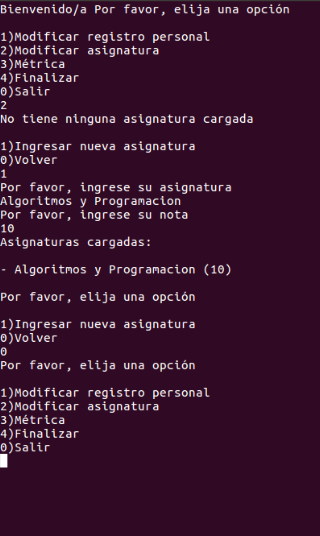 Bienvenido/a Por favor, elija una opción
1)Modificar registro personal
2)Modificar asignatura
3)Métrica
4)Finalizar
0)Salir
2
No tiene ninguna asignatura cargada
1)Ingresar nueva asignatura
0)Volver
1
Por favor, ingrese su asignatura
Algoritmos y Programacion
Por favor, ingrese su nota
10
Asignaturas cargadas:
- Algoritmos y Programacion (10)
Por favor, elija una opción
1)Ingresar nueva asignatura
0)Volver
0
Por favor, elija una opción
1)Modificar registro personal
2)Modificar asignatura
3)Métrica
4)Finalizar
0)Salir